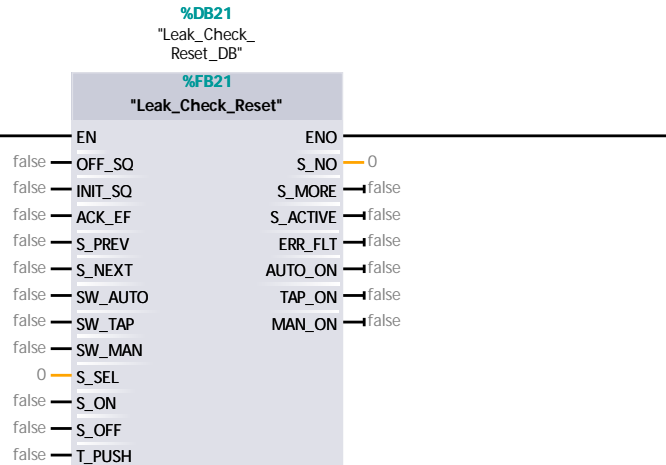 %DB21
"Leak_Check_
Reset_DB"
%FB21
"Leak_Check_Reset"
EN ENO
false OFF_SQ S_NO 0
false INIT_SQ S_MORE false
false ACK_EF S_ACTIVE false
false S_PREV ERR_FLT false
false S_NEXT AUTO_ON false
false SW_AUTO TAP_ON false
false SW_TAP MAN_ON false
false SW_MAN
0 S_SEL
false S_ON
false S_OFF
false T_PUSH